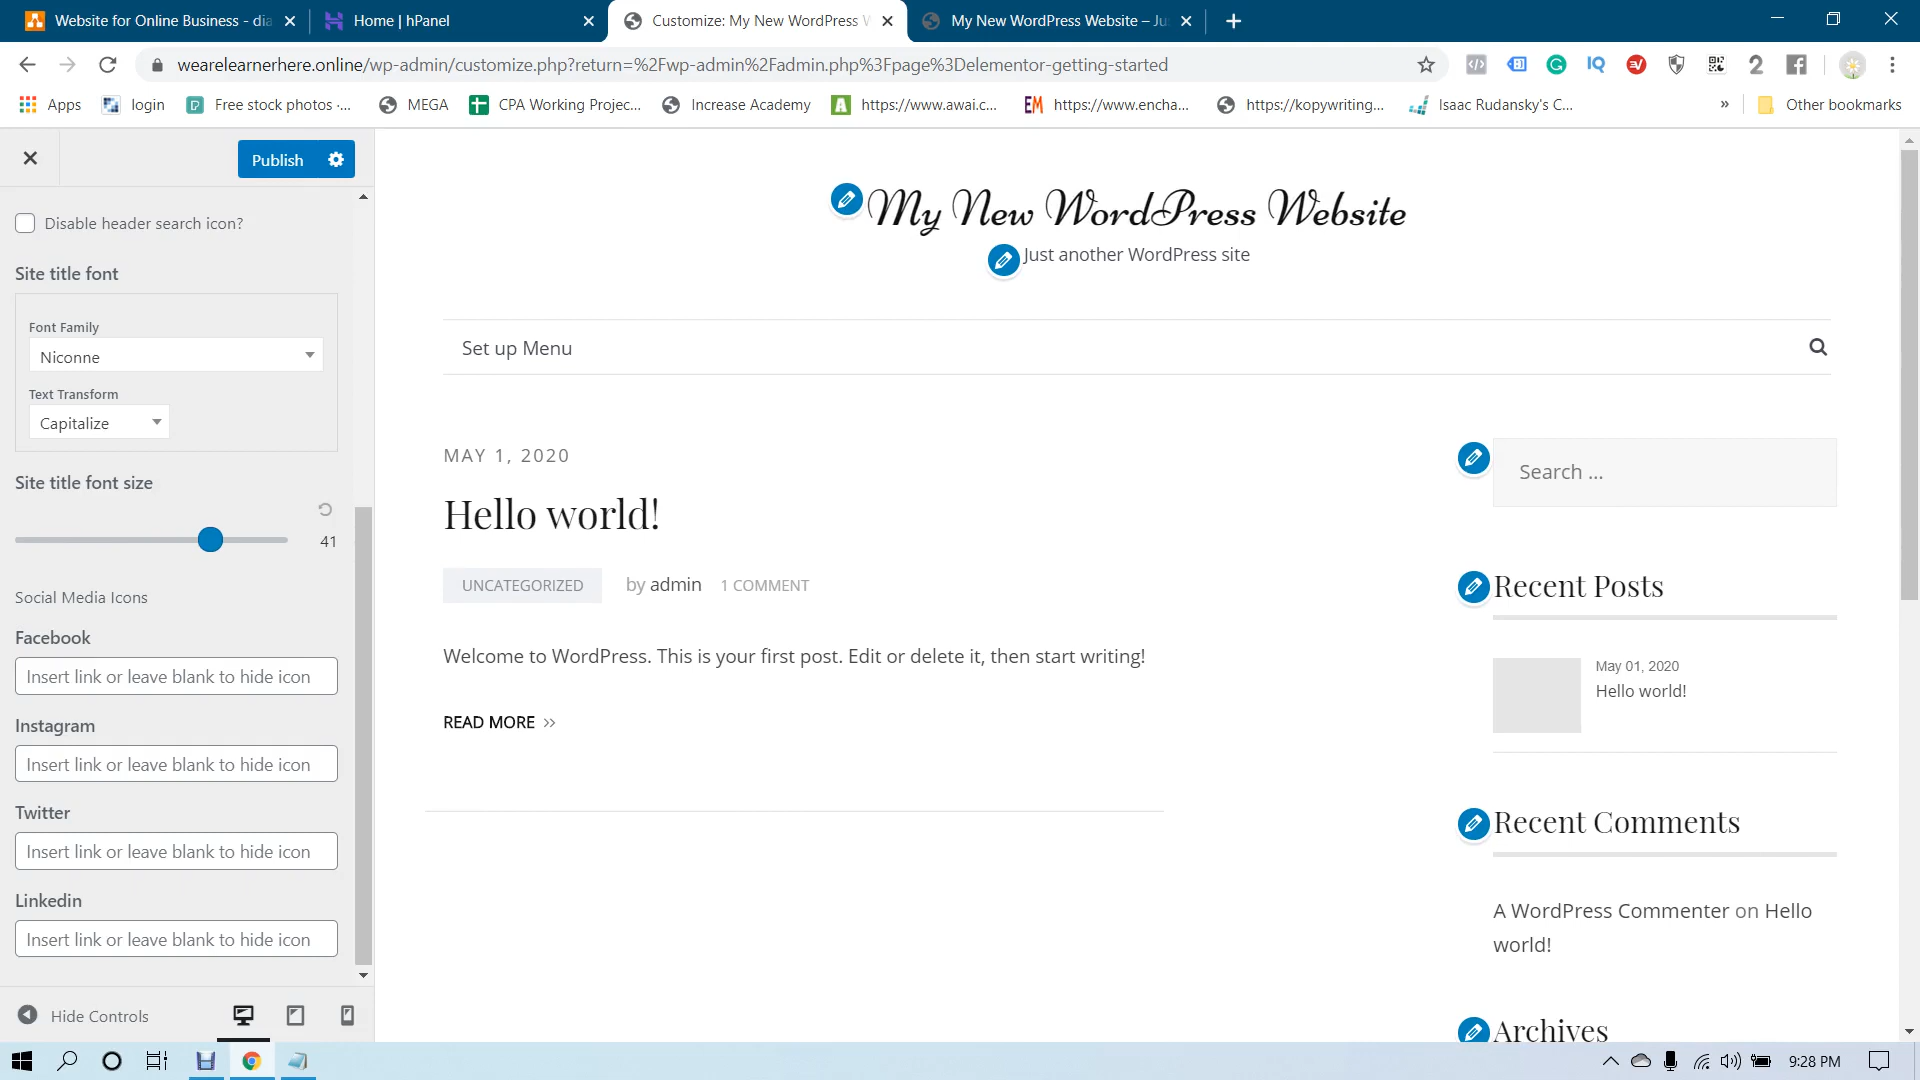 Website for Online Business - dia
Home | hPanel
Customize: My New WordPress W
My New WordPress Website – Ju
wearelearnerhere.online/wp-admin/customize.php?return=%2Fwp-admin%2Fadmin.php%3Fpage%3Delementor-getting-started
Apps
login
Free stock photos -...
MEGA
CPA Working Projec...
Increase Academy
https://www.awai.c...
https://www.encha...
https://kopywriting...
Isaac Rudansky's C...
»
Other bookmarks
Publish
Disable header search icon?
Site title font
Font Family
Niconne
Text Transform
Capitalize
Site title font size
41
Social Media Icons
Facebook
Insert link or leave blank to hide icon
Instagram
Insert link or leave blank to hide icon
Twitter
Insert link or leave blank to hide icon
Linkedin
Insert link or leave blank to hide icon
Hide Controls
My New WordPress Website
Just another WordPress site
Set up Menu
MAY 1, 2020
Hello world!
UNCATEGORIZED by admin 1 COMMENT
Welcome to WordPress. This is your first post. Edit or delete it, then start writing!
READ MORE »
Search ...
Recent Posts
May 01, 2020
Hello world!
Recent Comments
A WordPress Commenter on Hello
world!
Archives
9:28 PM